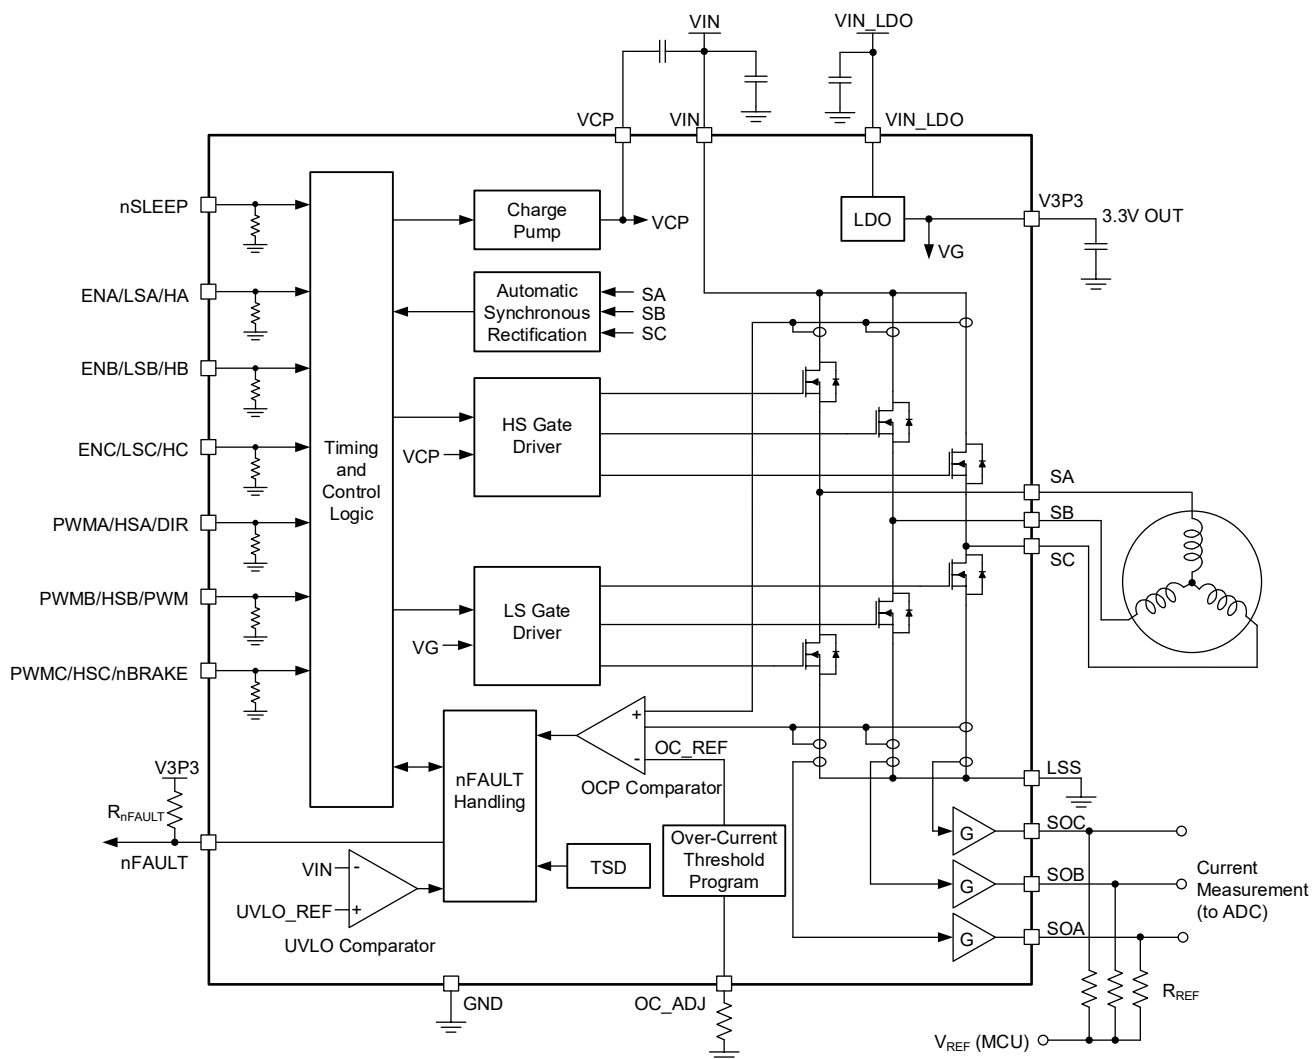 VIN
VIN_LDO
VCP
VIN
VIN_LDO
nSLEEP
Charge
Pump
VCP
LDO
V3P3
3.3V OUT
VG
ENA/LSA/HA
Automatic
Synchronous
Rectification
SA
SB
SC
ENB/LSB/HB
HS Gate
Driver
VCP
ENC/LSC/HC
Timing
and
Control
Logic
SA
SB
SC
PWMA/HSA/DIR
PWMB/HSB/PWM
LS Gate
Driver
VG
PWMC/HSC/nBRAKE
+
OC_REF
-
OCP Comparator
nFAULT
Handling
V3P3
RnFAULT
nFAULT
LSS
VIN
-
UVLO_REF
+
UVLO Comparator
TSD
Over-Current
Threshold
Program
G
SOC
G
SOB
G
SOA
Current
Measurement
(to ADC)
GND
OC_ADJ
RREF
VREF (MCU)